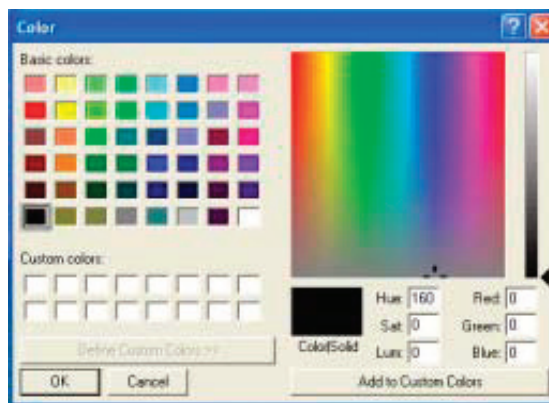 Color
Basic colors:
Custom colors:
Define Custom Colors >>
OK
Cancel
Color|Solid
Hue: 160
Sat: 0
Lum: 0
Red: 0
Green: 0
Blue: 0
Add to Custom Colors